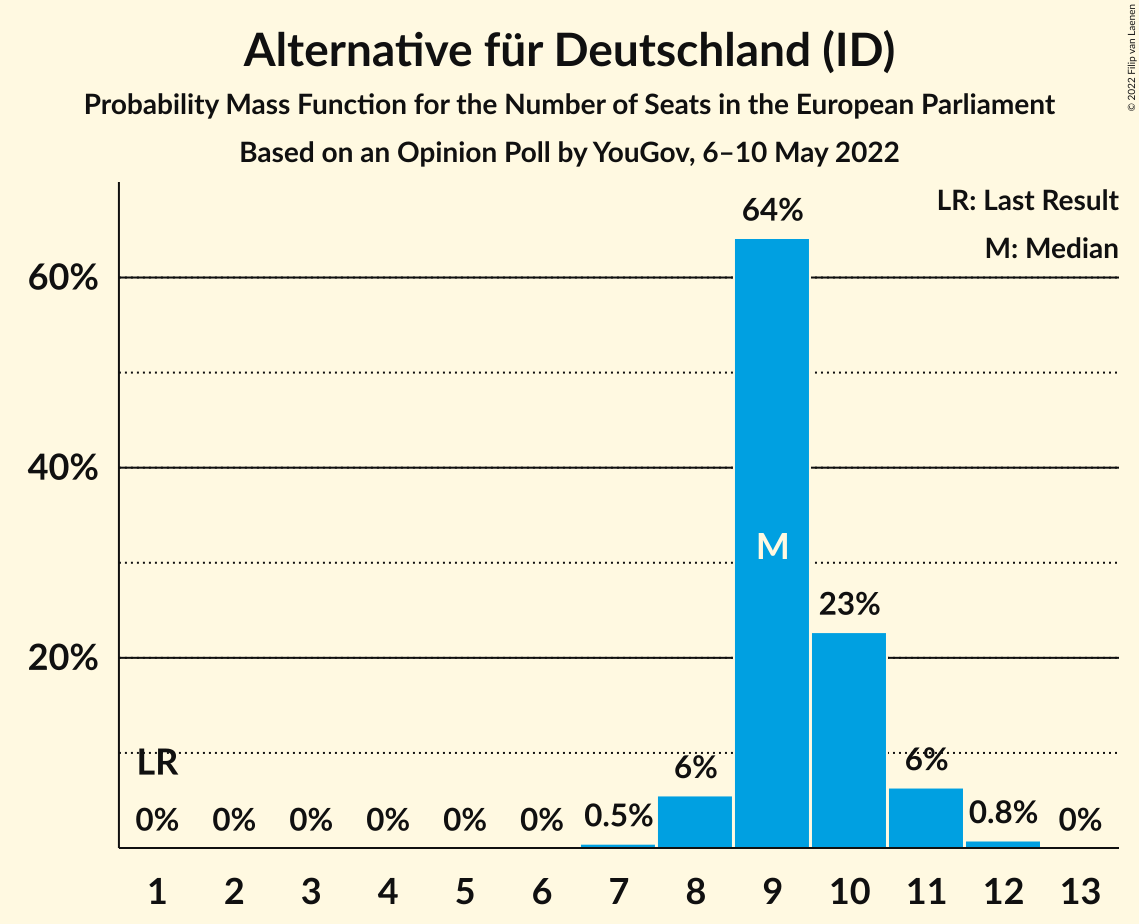 Alternative für Deutschland (ID)
Probability Mass Function for the Number of Seats in the European Parliament
Based on an Opinion Poll by YouGov, 6–10 May 2022
© 2022 Filip van Laenen
LR: Last Result
M: Median
64%
60%
40%
M
23%
20%
LR
6%
6%
0%
0%
0%
0%
0%
0%
0.5%
0.8%
0%
1 2 3 4 5 6 7 8 9 10 11 12 13